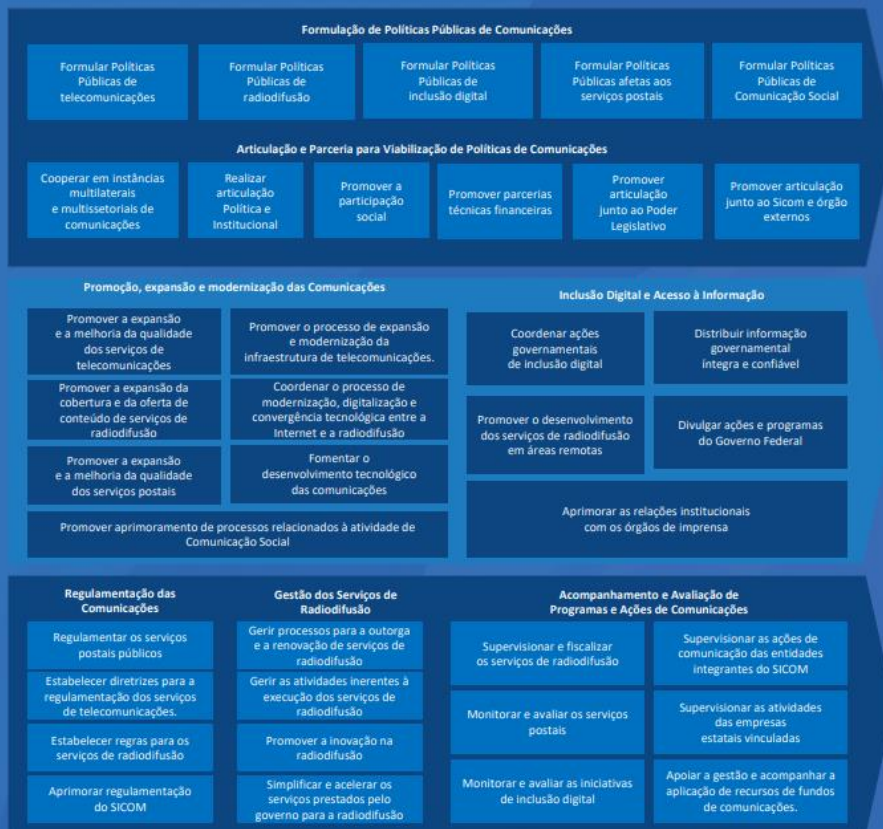 Formulação de Políticas Públicas de Comunicações
Formular Políticas
Públicas de
telecomunicações
Formular Políticas
Públicas de
radiodifusão
Formular Políticas
Públicas de
inclusão digital
Formular Políticas
Públicas afetas aos
serviços postais
Formular Políticas
Públicas de
Comunicação Social
Articulação e Parceria para Viabilização de Políticas de Comunicações
Cooperar em instâncias
multilaterais
e multissetoriais de
comunicações
Realizar
articulação
Política e
Institucional
Promover a
participação
social
Promover parcerias
técnicas financeiras
Promover
articulação
junto ao Poder
Legislativo
Promover articulação
junto ao Sicom e órgão
externos
Promoção, expansão e modernização das Comunicações
Promover a expansão
e a melhoria da qualidade
dos serviços de
telecomunicações
Promover o processo de expansão
e modernização da
infraestrutura de telecomunicações.
Promover a expansão da
cobertura e da oferta de
conteúdo de serviços de
radiodifusão
Coordenar o processo de
modernização, digitalização e
convergência tecnológica entre a
Internet e a radiodifusão
Promover a expansão
e a melhoria da qualidade
dos serviços postais
Fomentar o
desenvolvimento tecnológico
das comunicações
Promover aprimoramento de processos relacionados à atividade de
Comunicação Social
Inclusão Digital e Acesso à Informação
Coordenar ações
governamentais
de inclusão digital
Distribuir informação
governamental
íntegra e confiável
Promover o desenvolvimento
dos serviços de radiodifusão
em áreas remotas
Divulgar ações e programas
do Governo Federal
Aprimorar as relações institucionais
com os órgãos de imprensa
Regulamentação das
Comunicações
Regulamentar os serviços
postais públicos
Estabelecer diretrizes para a
regulamentação dos serviços
de telecomunicações.
Estabelecer regras para os
serviços de radiodifusão
Aprimorar regulamentação
do SICOM
Gestão dos Serviços de
Radiodifusão
Gerir processos para a outorga
e a renovação de serviços de
radiodifusão
Gerir as atividades inerentes à
execução dos serviços de
radiodifusão
Promover a inovação na
radiodifusão
Simplificar e acelerar os
serviços prestados pelo
governo para a radiodifusão
Acompanhamento e Avaliação de
Programas e Ações de Comunicações
Supervisionar e fiscalizar
os serviços de radiodifusão
Supervisionar as ações de
comunicação das entidades
integrantes do SICOM
Monitorar e avaliar os serviços
postais
Supervisionar as atividades
das empresas
estatais vinculadas
Monitorar e avaliar as iniciativas
de inclusão digital
Apoiar a gestão e acompanhar a
aplicação de recursos de fundos
de comunicações.